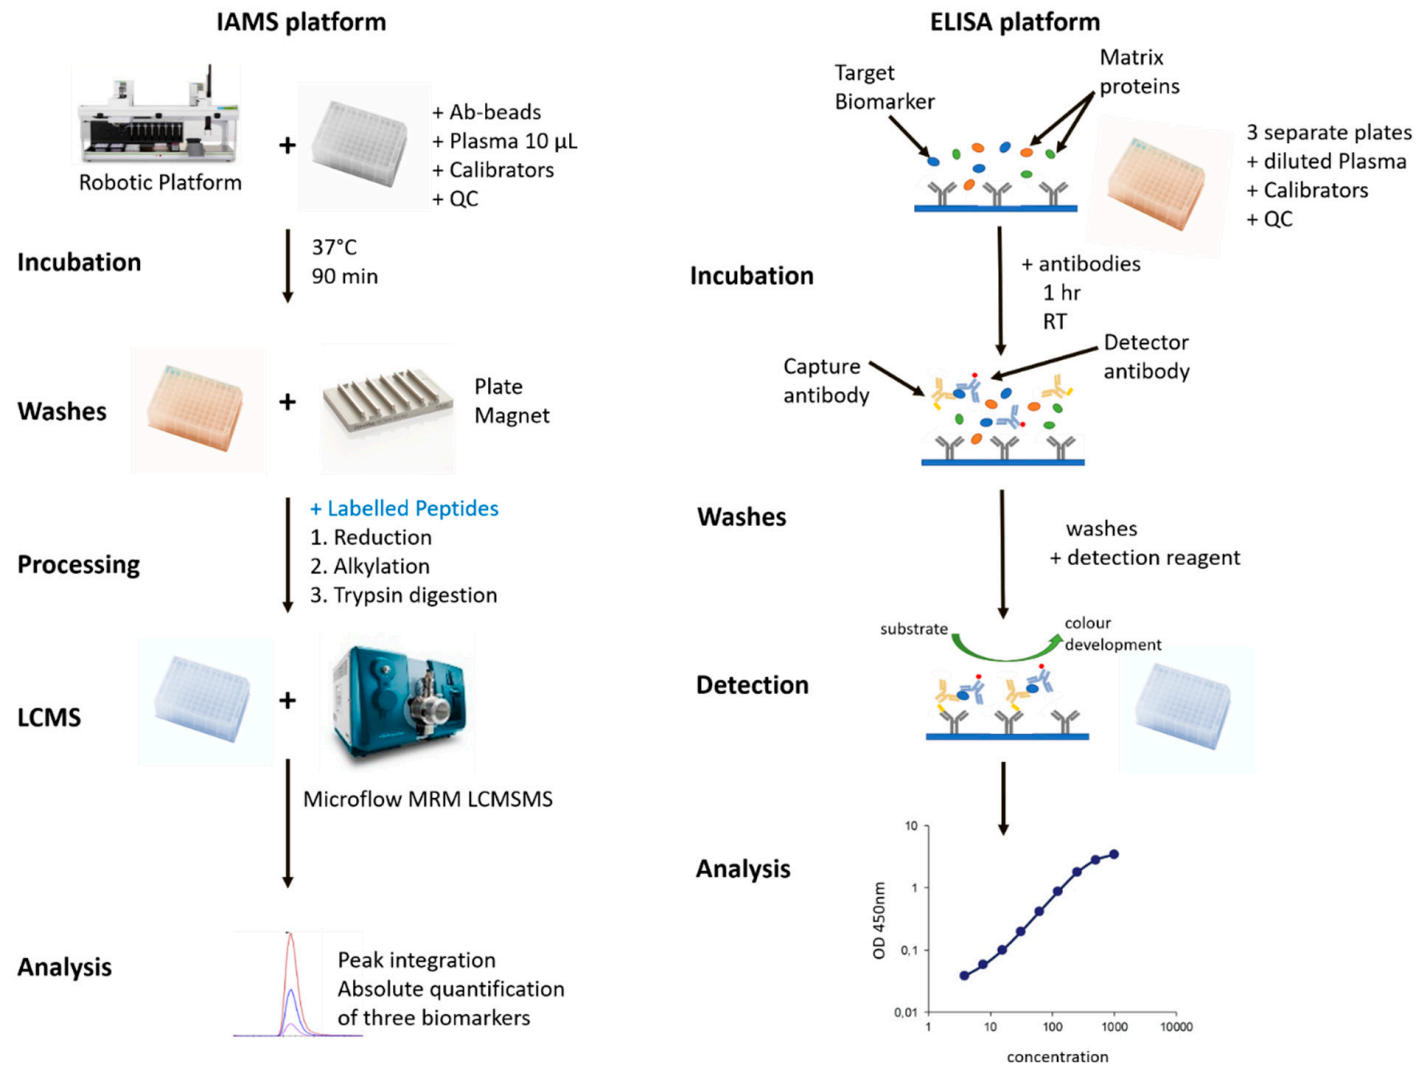 IAMS platform
Robotic Platform
+
+ Ab-beads
+ Plasma 10 µL
+ Calibrators
+ QC
Incubation
37°C
90 min
Washes
+
Plate
Magnet
+ Labelled Peptides
1. Reduction
2. Alkylation
3. Trypsin digestion
Processing
LCMS
+
Microflow MRM LCMSMS
Analysis
Peak integration
Absolute quantification
of three biomarkers
ELISA platform
Target
Biomarker
Matrix
proteins
3 separate plates
+ diluted Plasma
+ Calibrators
+ QC
Incubation
+ antibodies
1 hr
RT
Capture
antibody
Detector
antibody
Washes
washes
+ detection reagent
substrate
colour
development
Detection
Analysis
OD 450nm
10
1
0,1
0,01
1
10
100
1000
10000
concentration